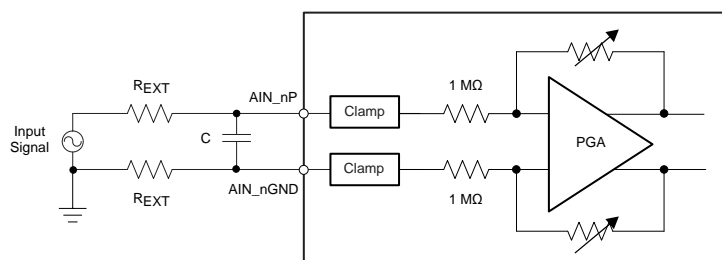 REXT
AIN_nP
Clamp
1 MΩ
Input
Signal
C
PGA
Clamp
AIN_nGND
REXT
1 MΩ